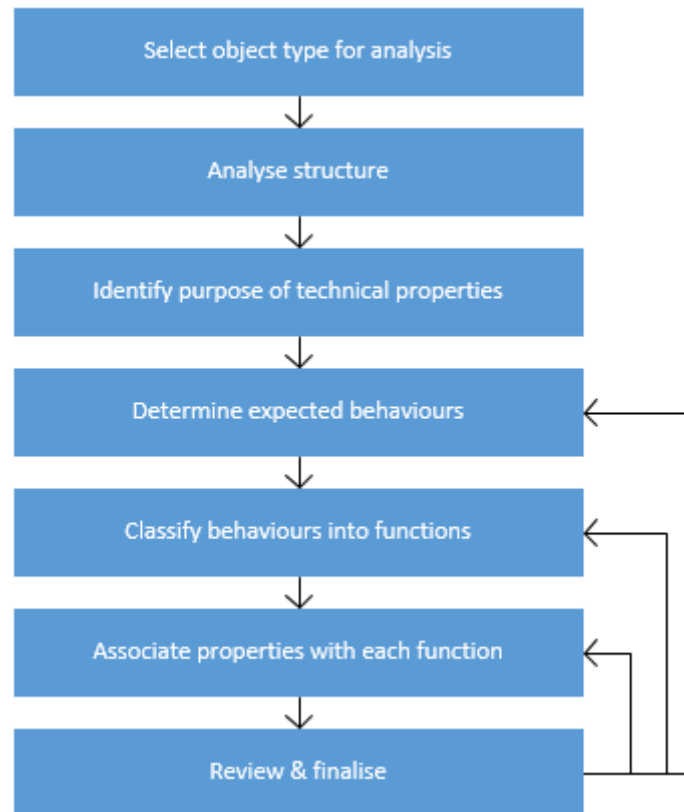 Select object type for analysis
Analyse structure
Identify purpose of technical properties
Determine expected behaviours
Classify behaviours into functions
Associate properties with each function
Review & finalise